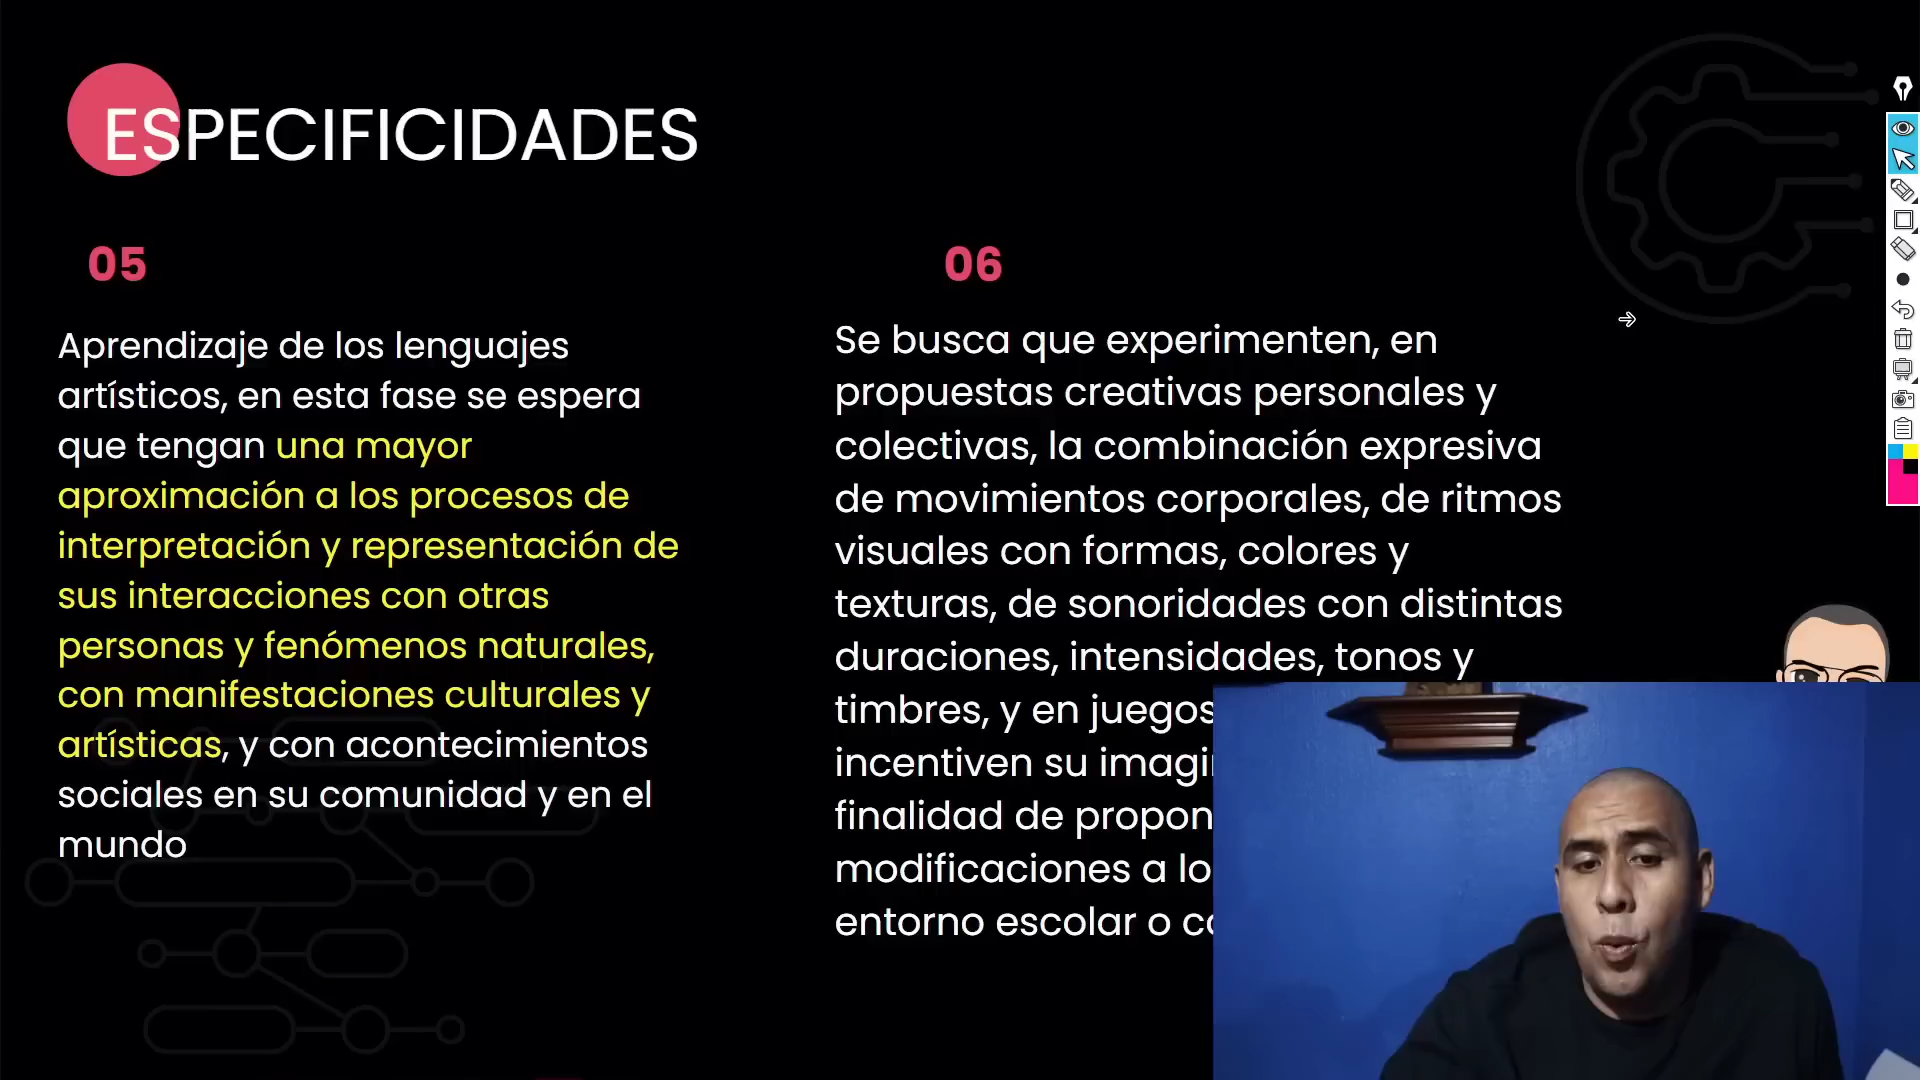 ESPECIFICIDADES
05
Aprendizaje de los lenguajes
artísticos, en esta fase se espera
que tengan una mayor
aproximación a los procesos de
interpretación y representación de
sus interacciones con otras
personas y fenómenos naturales,
con manifestaciones culturales y
artísticas, y con acontecimientos
sociales en su comunidad y en el
mundo
06
Se busca que experimenten, en
propuestas creativas personales y
colectivas, la combinación expresiva
de movimientos corporales, de ritmos
visuales con formas, colores y
texturas, de sonoridades con distintas
duraciones, intensidades, tonos y
timbres, y en juegos
incentiven su
finalidad de
modificaciones a
entorno escolar o